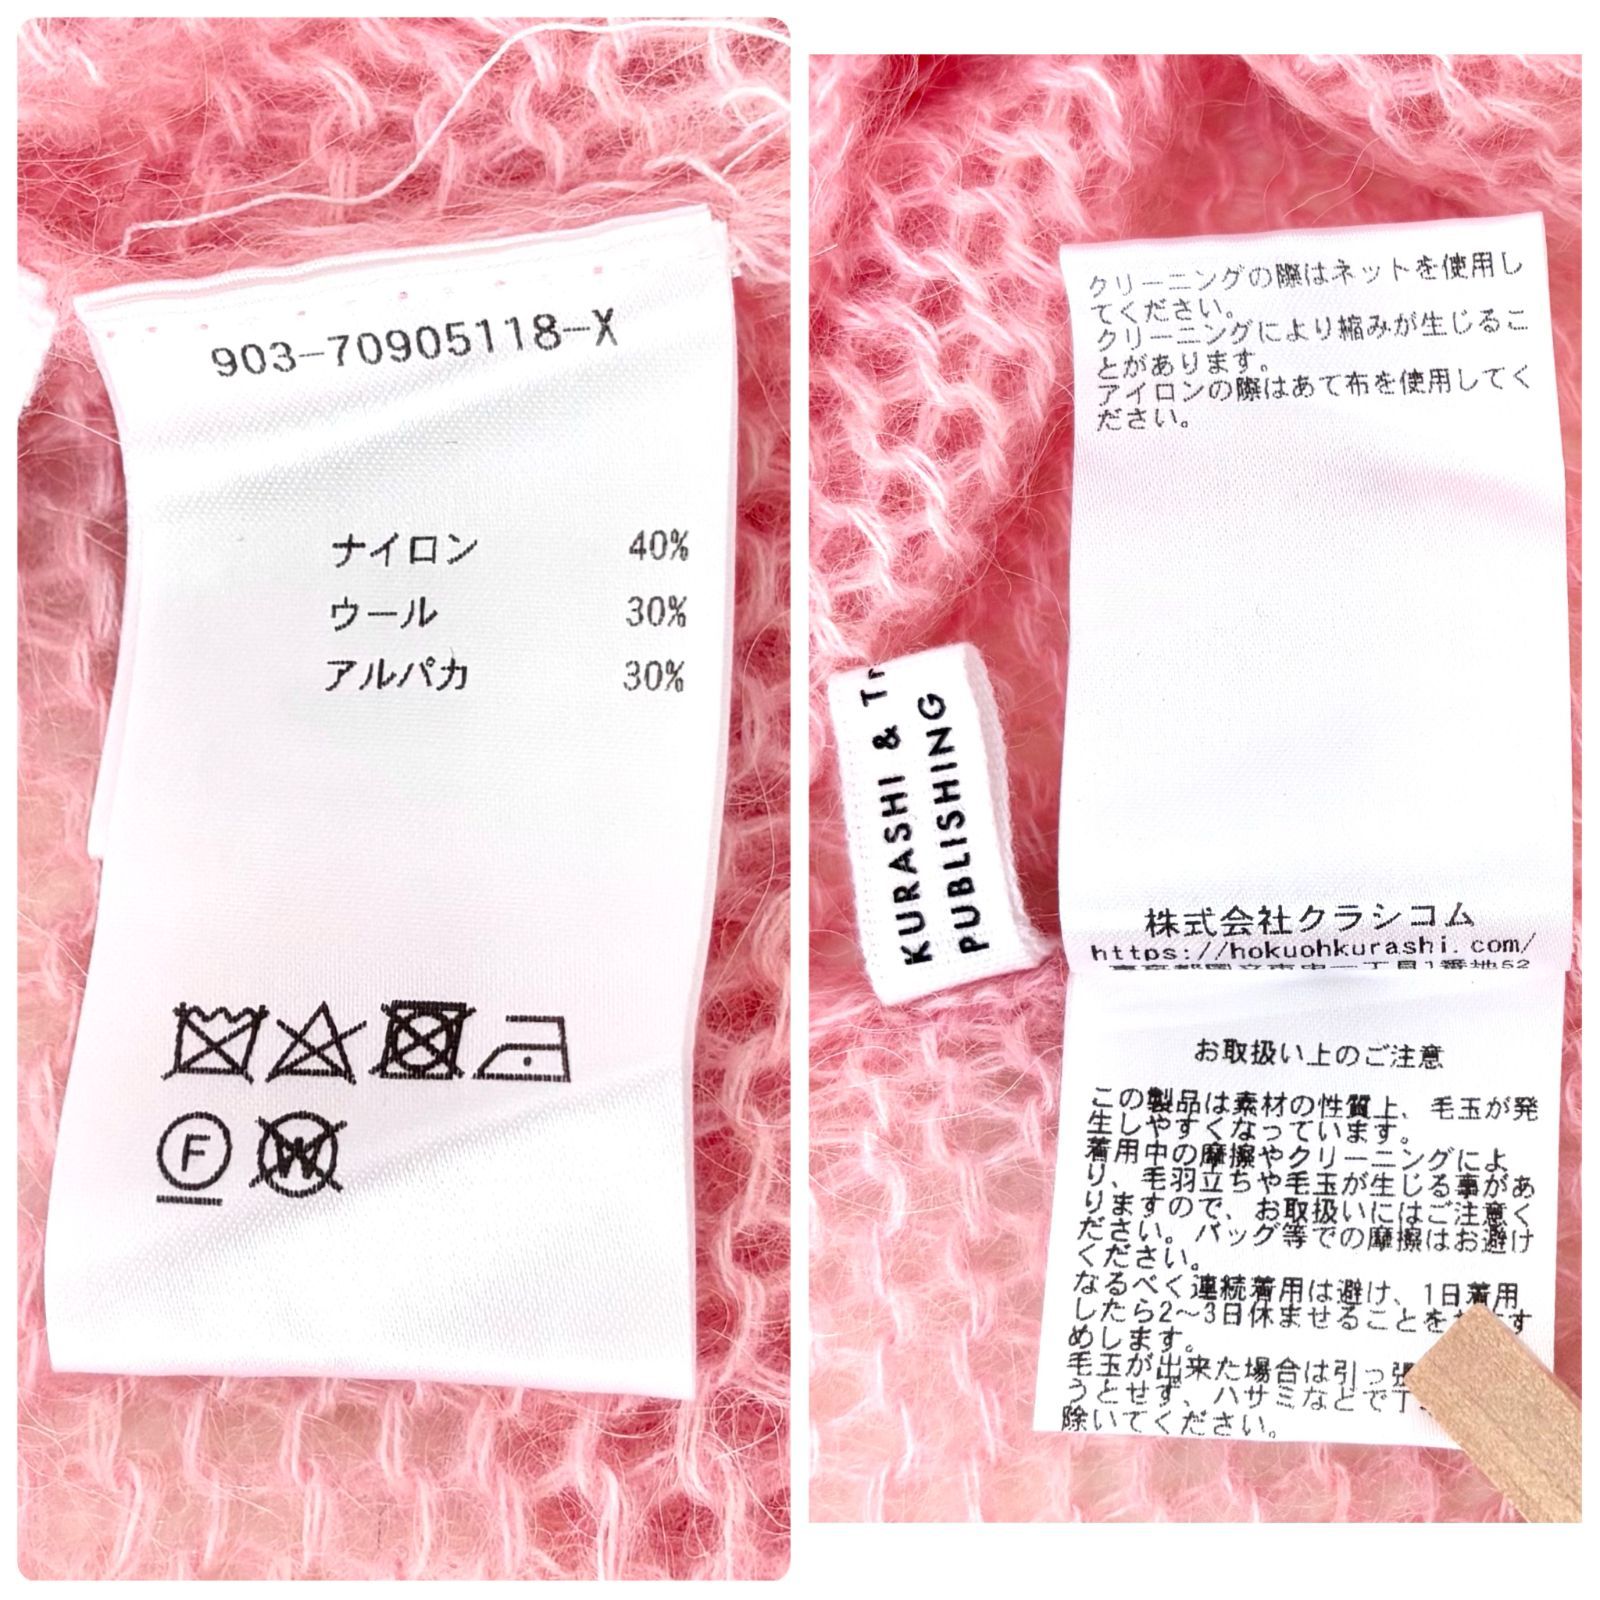 903-70905118-X
ナイロン 40%
ウール 30%
アルパカ 30%
F
W
クリーニングの際はネットを使用し
てください。
クリーニングにより縮みが生じるこ
とがあります。
アイロンの際はあて布を使用してく
ださい。
KURASHI &
PUBLISHING
株式会社クラシコム
https://hokuohkurashi.com/
お取扱い上のご注意
この製品は素材の性質上、毛玉が発
生しやすくなっています。
着用中の摩擦やクリーニングによ
り、毛羽立ちや毛玉が生じる事があ
りますので、お取扱いにはご注意く
ださい。バッグ等での摩擦はお避け
ください。
なるべく連続着用は避け、1日着用
したら2～3日休ませることを
めします。
毛玉が出来た場合は引っ張
うとせず、ハサミなどで
除いてください。